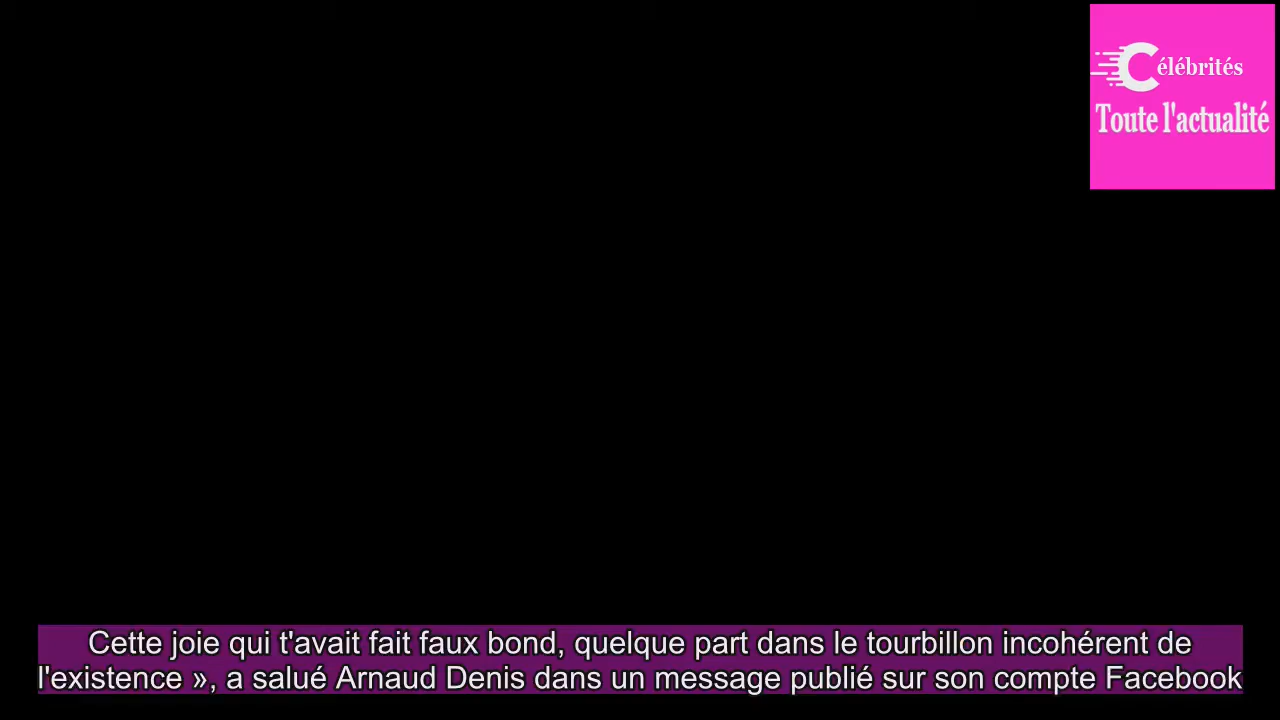 Célébrités
Toute l'actualité
Cette joie qui t'avait fait faux bond, quelque part dans le tourbillon incohérent de
l'existence », a salué Arnaud Denis dans un message publié sur son compte Facebook